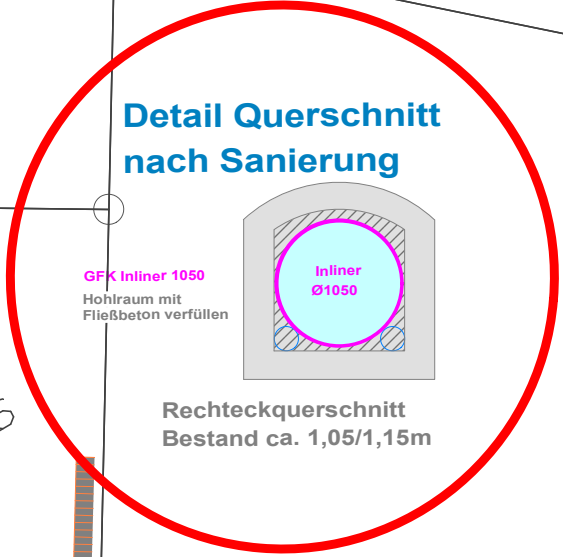 Detail Querschnitt
nach Sanierung
GFK Inliner 1050
Hohlraum mit
Fließbeton verfüllen
Inliner
Ø1050
Rechteckquerschnitt
Bestand ca. 1,05/1,15m